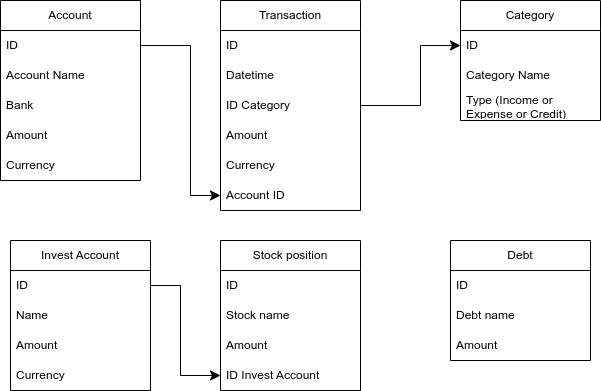 Account
ID
Account Name
Bank
Amount
Currency
Transaction
ID
Datetime
ID Category
Amount
Currency
Account ID
Category
ID
Category Name
Type (Income or
Expense or Credit)
Invest Account
ID
Name
Amount
Currency
Stock position
ID
Stock name
Amount
ID Invest Account
Debt
ID
Debt name
Amount